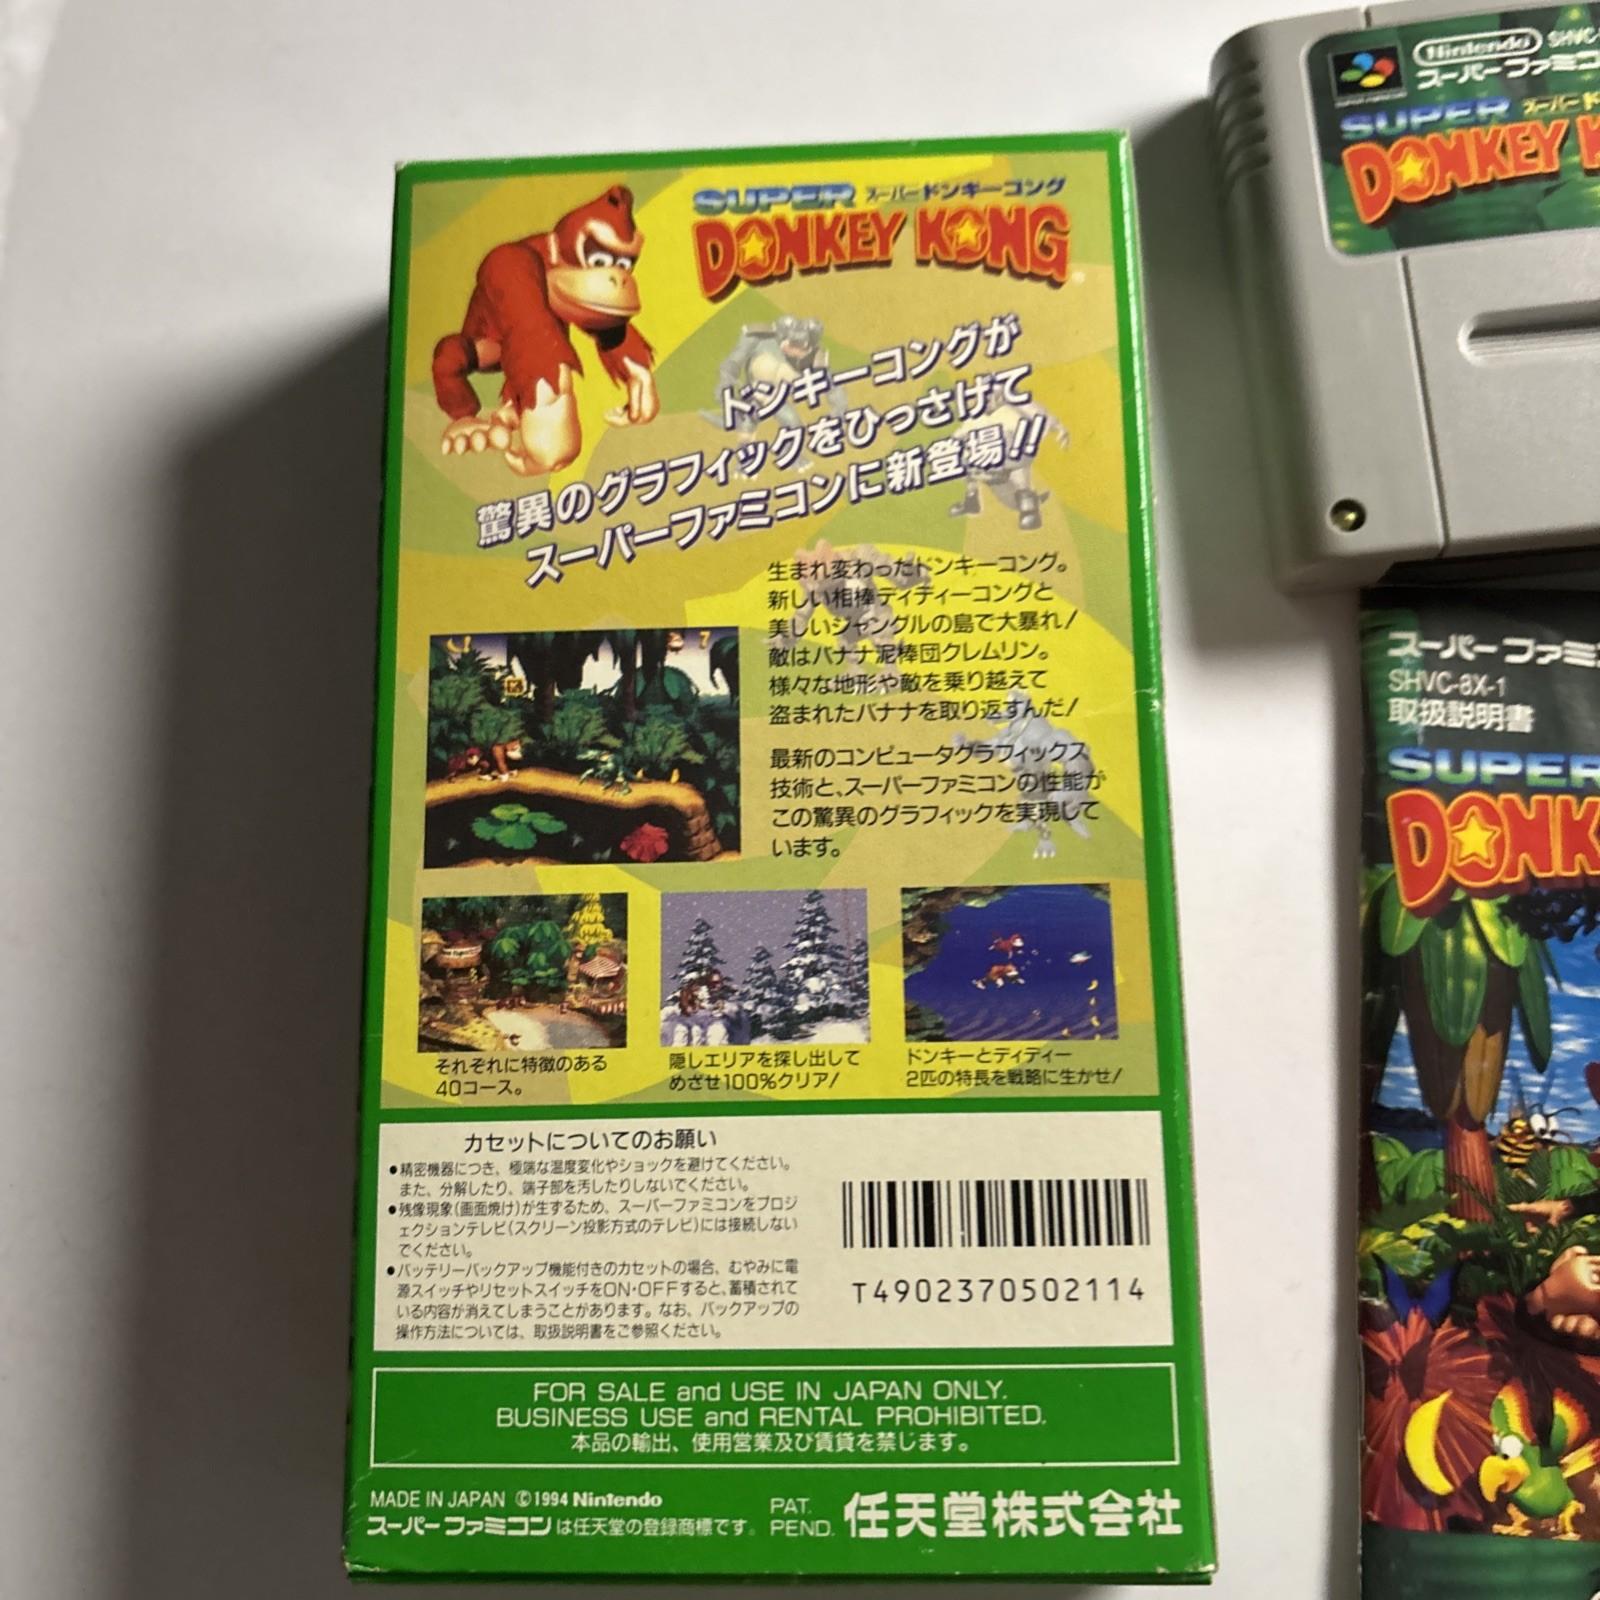 SUPER スーパードンキーコング
DONKEY KONG
ドンキーコングが
驚異のグラフィックをひっさげて
スーパーファミコンに新登場!!
生まれ変わったドンキーコング。
新しい相棒ディディーコングと
美しいジャングルの島で大暴れ!
敵はバナナ泥棒団クレムリン。
様々な地形や敵を乗り越えて
盗まれたバナナを取り返すんだ!
最新のコンピュータグラフィックス
技術と、スーパーファミコンの性能が
この驚異のグラフィックを実現して
います。
7
それぞれに特徴のある
40コース。
隠しエリアを探し出して
めざせ100%クリア!
ドンキーとディディー
2匹の特長を戦略に生かせ!
カセットについてのお願い
●精密機器につき、極端な温度変化やショックを避けてください。
また、分解したり、端子部を汚したりしないでください。
●残像現象(画面焼け)が生ずるため、スーパーファミコンをプロジ
ェクションテレビ(スクリーン投影方式のテレビ)には接続しない
でください。
●バッテリーバックアップ機能付きのカセットの場合、むやみに電
源スイッチやリセットスイッチをON・OFFすると、蓄積されて
いる内容が消えてしまうことがあります。なお、バックアップの
操作方法については、取扱説明書をご参照ください。
T4902370502114
FOR SALE and USE IN JAPAN ONLY.
BUSINESS USE and RENTAL PROHIBITED.
本品の輸出、使用営業及び賃貸を禁じます。
MADE IN JAPAN ©1994 Nintendo
スーパーファミコンは任天堂の登録商標です。
PAT.
PEND.
任天堂株式会社
Nintendo SHVC-
スーパーファミコ
SUPER スーパード
DONKEY K
スーパーファミコ
SHVC-8X-1
取扱説明書
SUPER
DONK